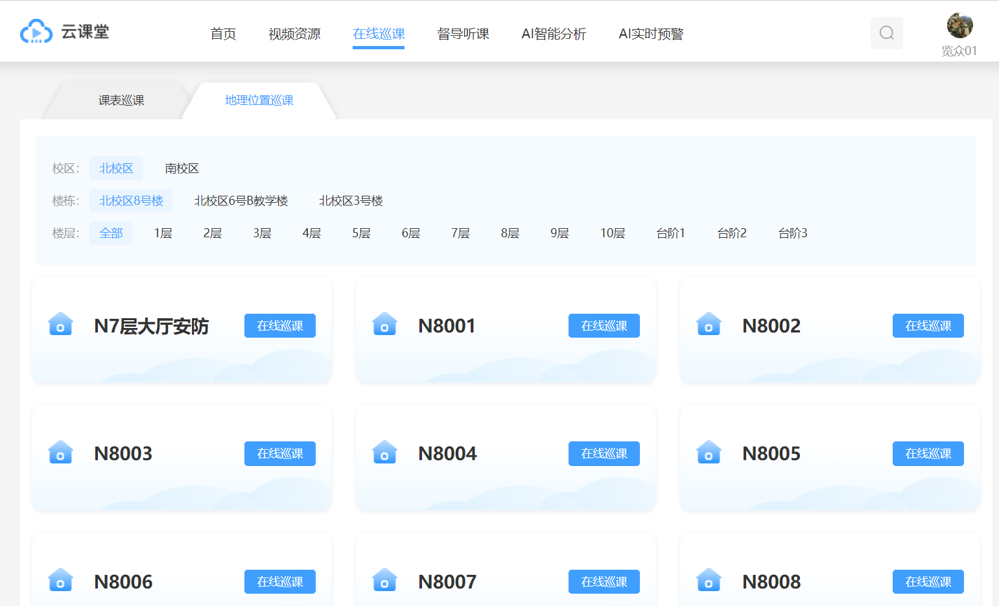 云课堂
首页 视频资源 在线巡课 督导听课 AI智能分析 AI实时预警
览众01
课表巡课 地理位置巡课
校区： 北校区 南校区
楼栋： 北校区8号楼 北校区6号B教学楼 北校区3号楼
楼层： 全部 1层 2层 3层 4层 5层 6层 7层 8层 9层 10层 台阶1 台阶2 台阶3
N7层大厅安防 在线巡课 N8001 在线巡课 N8002 在线巡课
N8003 在线巡课 N8004 在线巡课 N8005 在线巡课
N8006 在线巡课 N8007 在线巡课 N8008 在线巡课